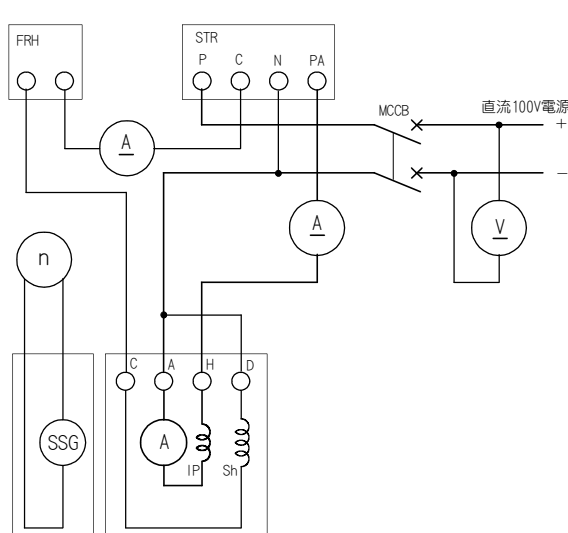 FRH
STR
P C N PA
MCCB
直流100V電源
+
A
−
A
V
n
C A H D
SSG
A
IP
Sh